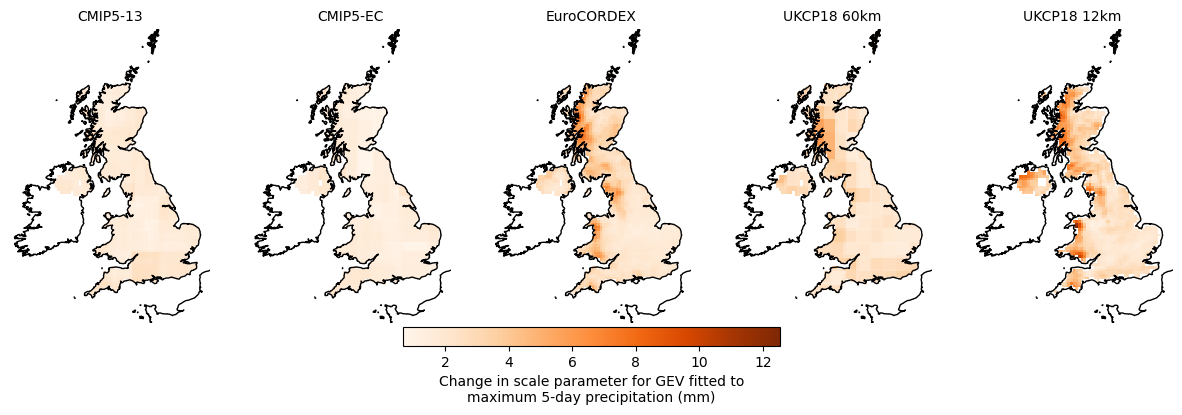 CMIP5-13 CMIP5-EC EuroCORDEX UKCP18 60km UKCP18 12km
2 4 6 8 10 12
Change in scale parameter for GEV fitted to
maximum 5-day precipitation (mm)